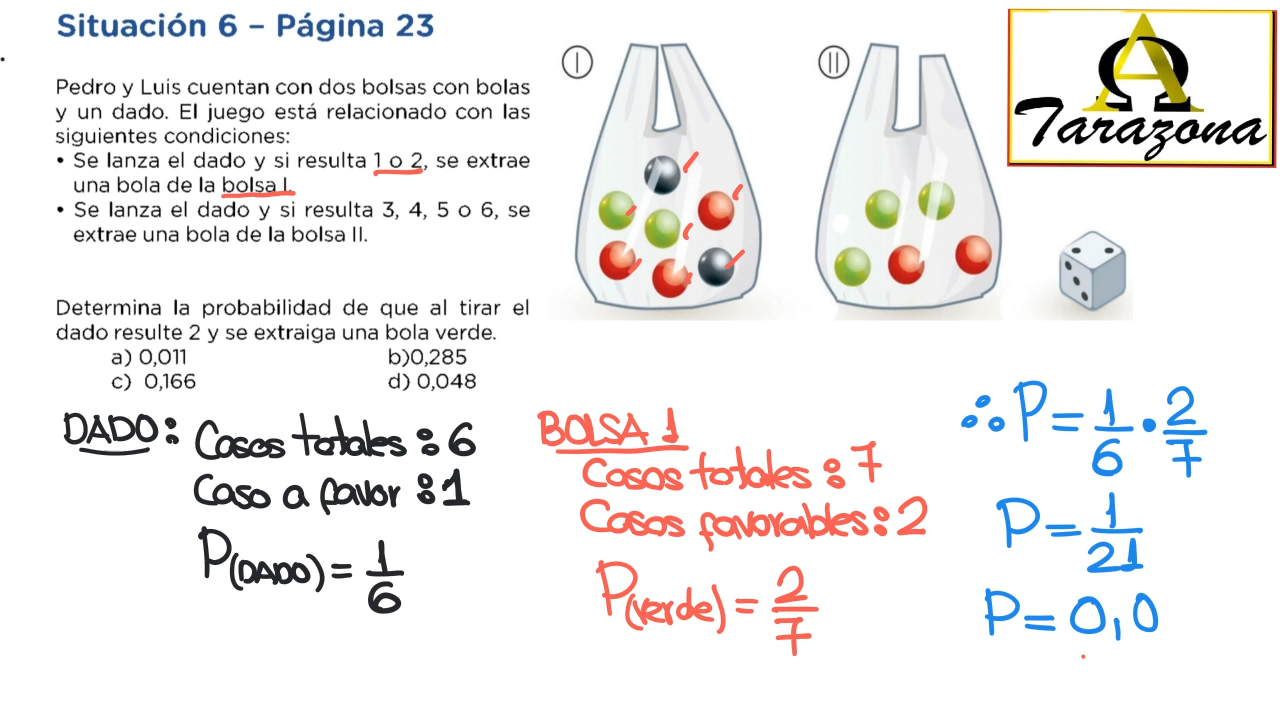 Situación 6 – Página 23
Pedro y Luis cuentan con dos bolsas con bolas
y un dado. El juego está relacionado con las
siguientes condiciones:
• Se lanza el dado y si resulta 1 o 2, se extrae
una bola de la bolsa I.
• Se lanza el dado y si resulta 3, 4, 5 o 6, se
extrae una bola de la bolsa II.
Determina la probabilidad de que al tirar el
dado resulte 2 y se extraiga una bola verde.
a) 0,011 b)0,285
c) 0,166 d) 0,048
I
II
AΩ
Tarazona
DADO:
Casos totales : 6
Caso a favor : 1
P(DADO) = 1/6
BOLSA 1
Casos totales : 7
Casos favorables : 2
P(verde) = 2/7
∴ P = 1/6 · 2/7
P = 1/21
P = 0,0